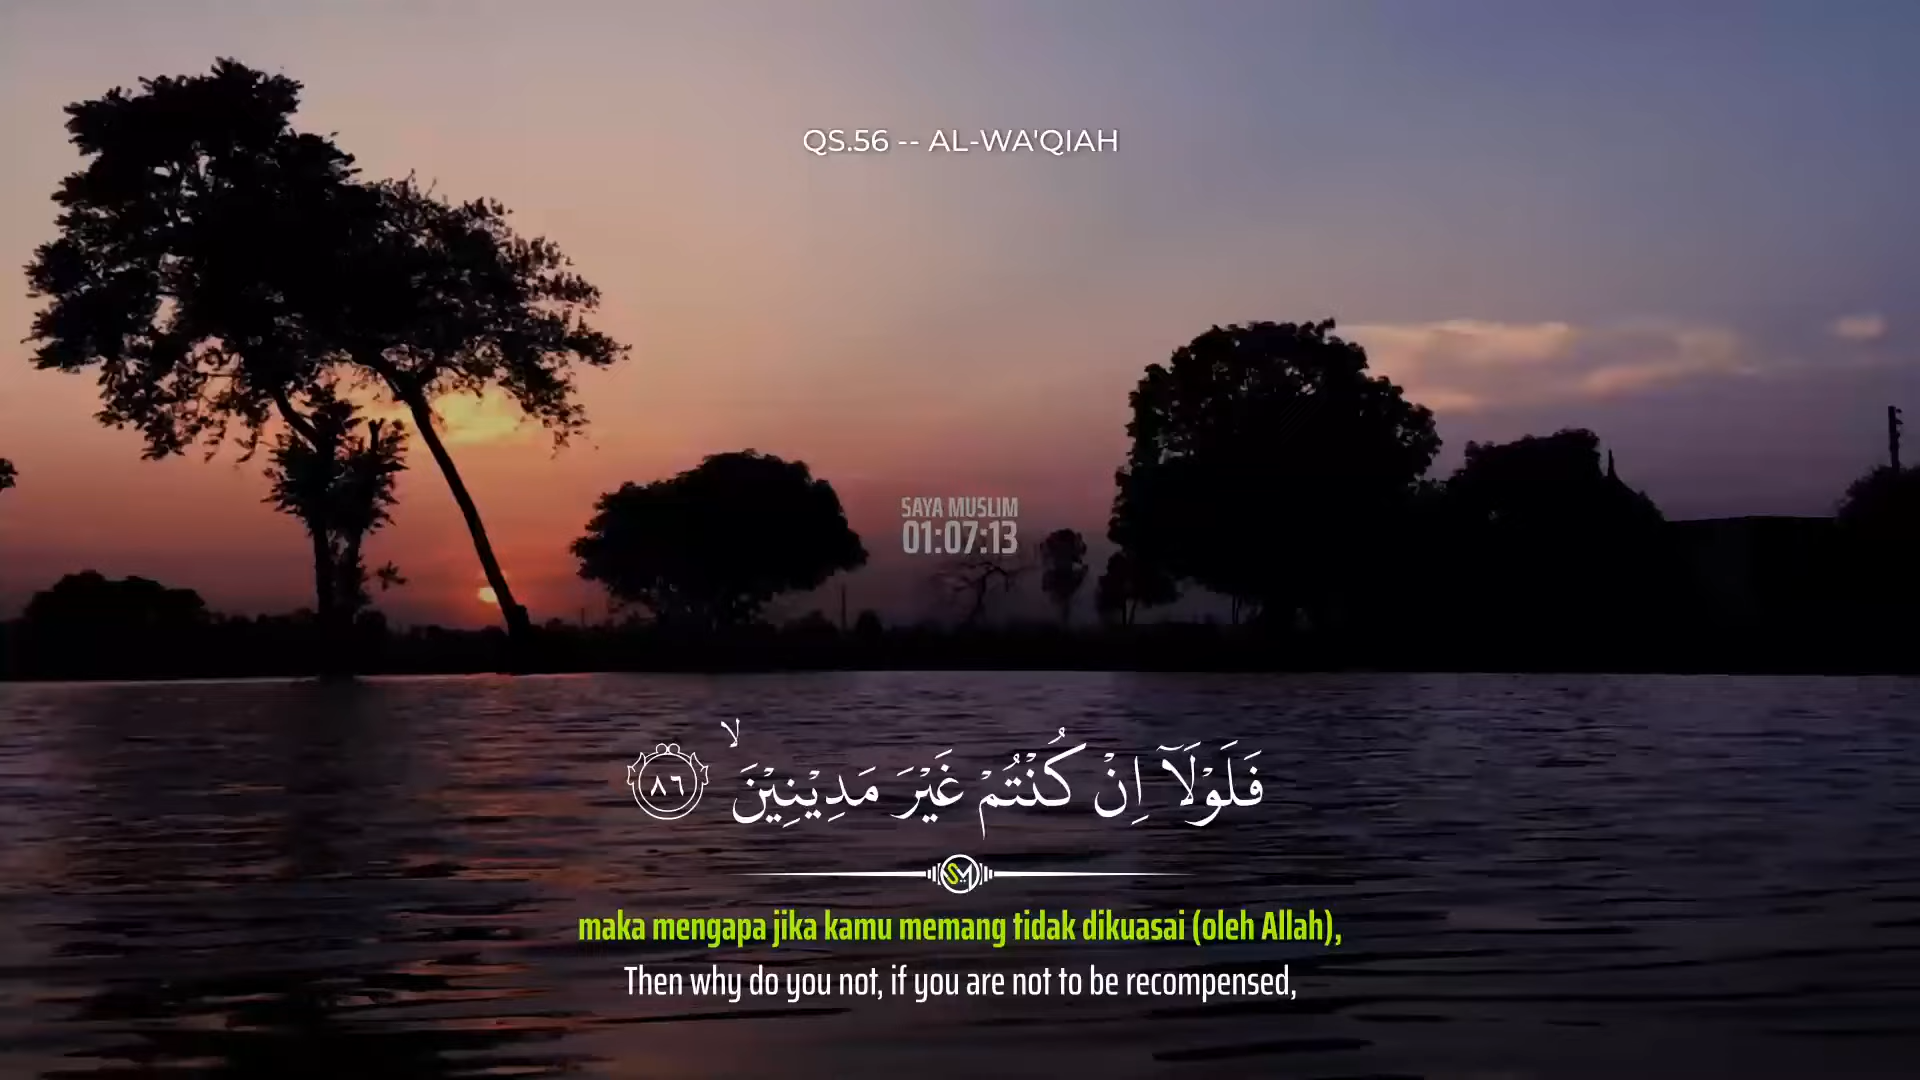 QS.56 -- AL-WA'QIAH
SAYA MUSLIM
01:07:13
فَلَوْلَآ اِنْ كُنْتُمْ غَيْرَ مَدِيْنِيْنَۙ ٨٦
SM
maka mengapa jika kamu memang tidak dikuasai (oleh Allah),
Then why do you not, if you are not to be recompensed,